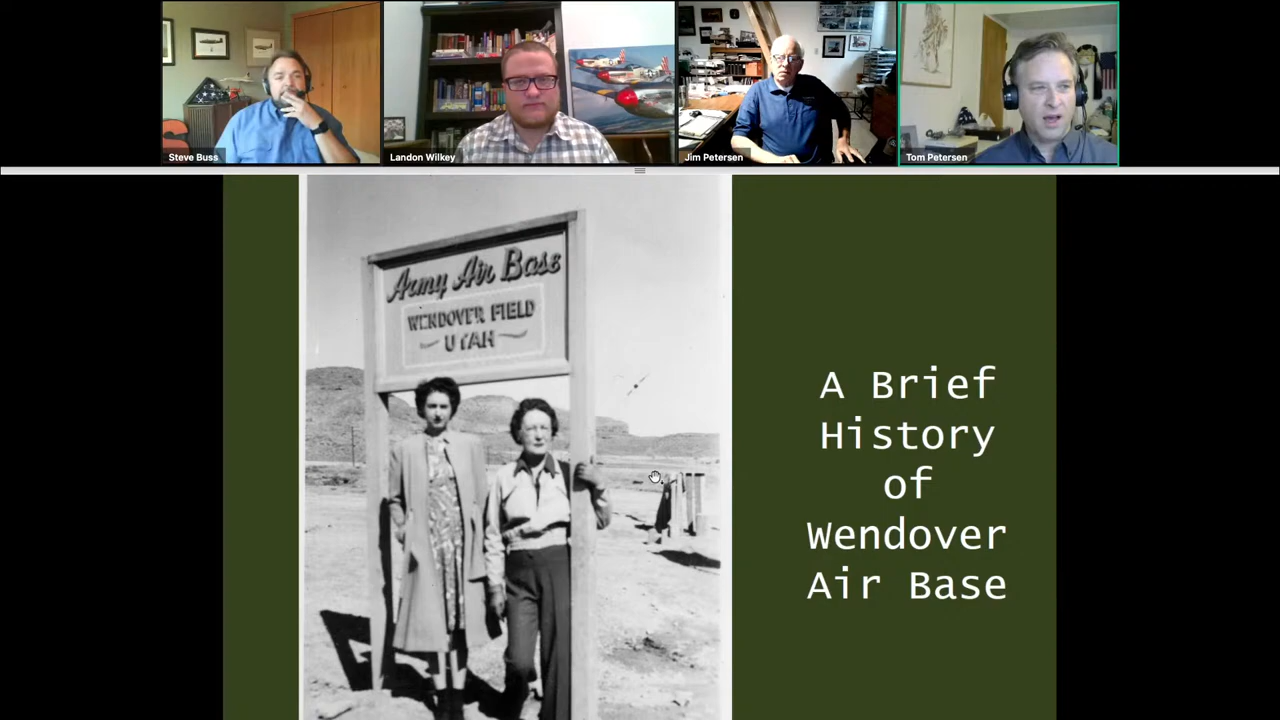 Steve Buss
Landon Wilkey
Jim Petersen
Tom Petersen
Army Air Base
WENDOVER FIELD
UTAH
A Brief
History
of
Wendover
Air Base